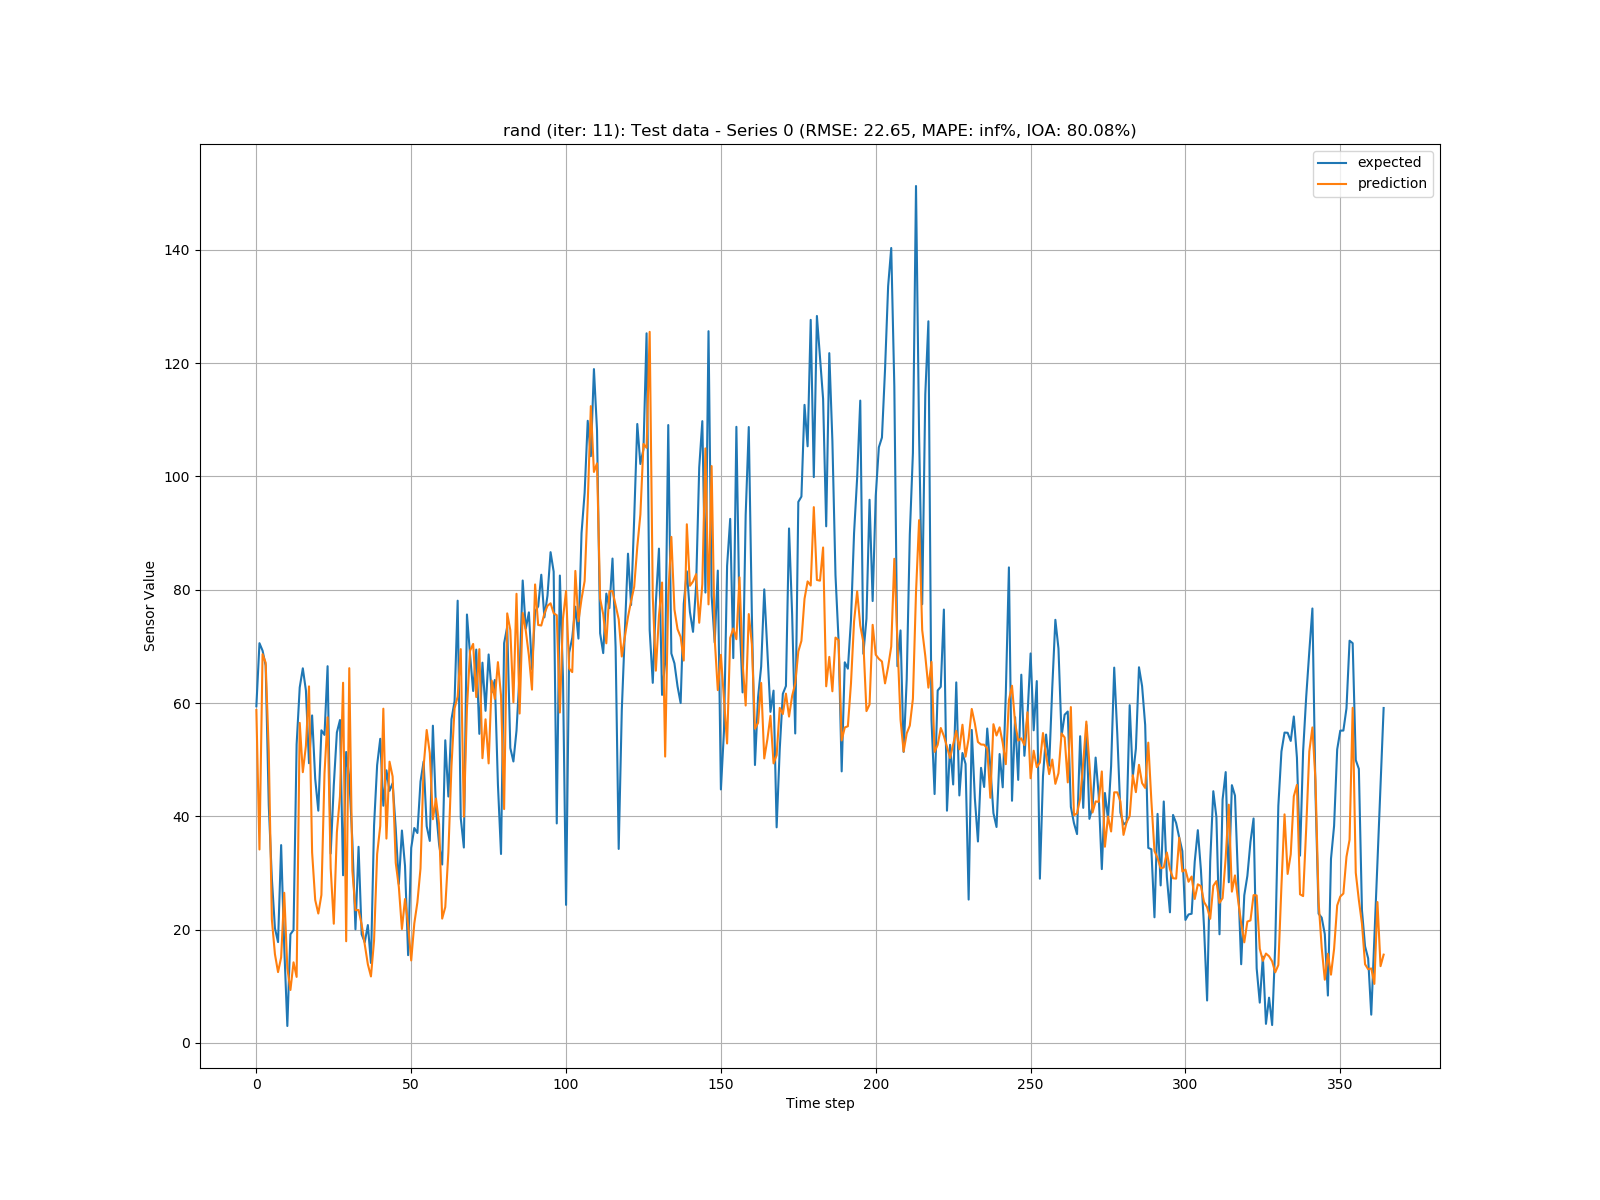 rand (iter: 11): Test data - Series 0 (RMSE: 22.65, MAPE: inf%, IOA: 80.08%)
expected
prediction
140
120
100
80
60
40
20
0
Sensor Value
0 50 100 150 200 250 300 350
Time step